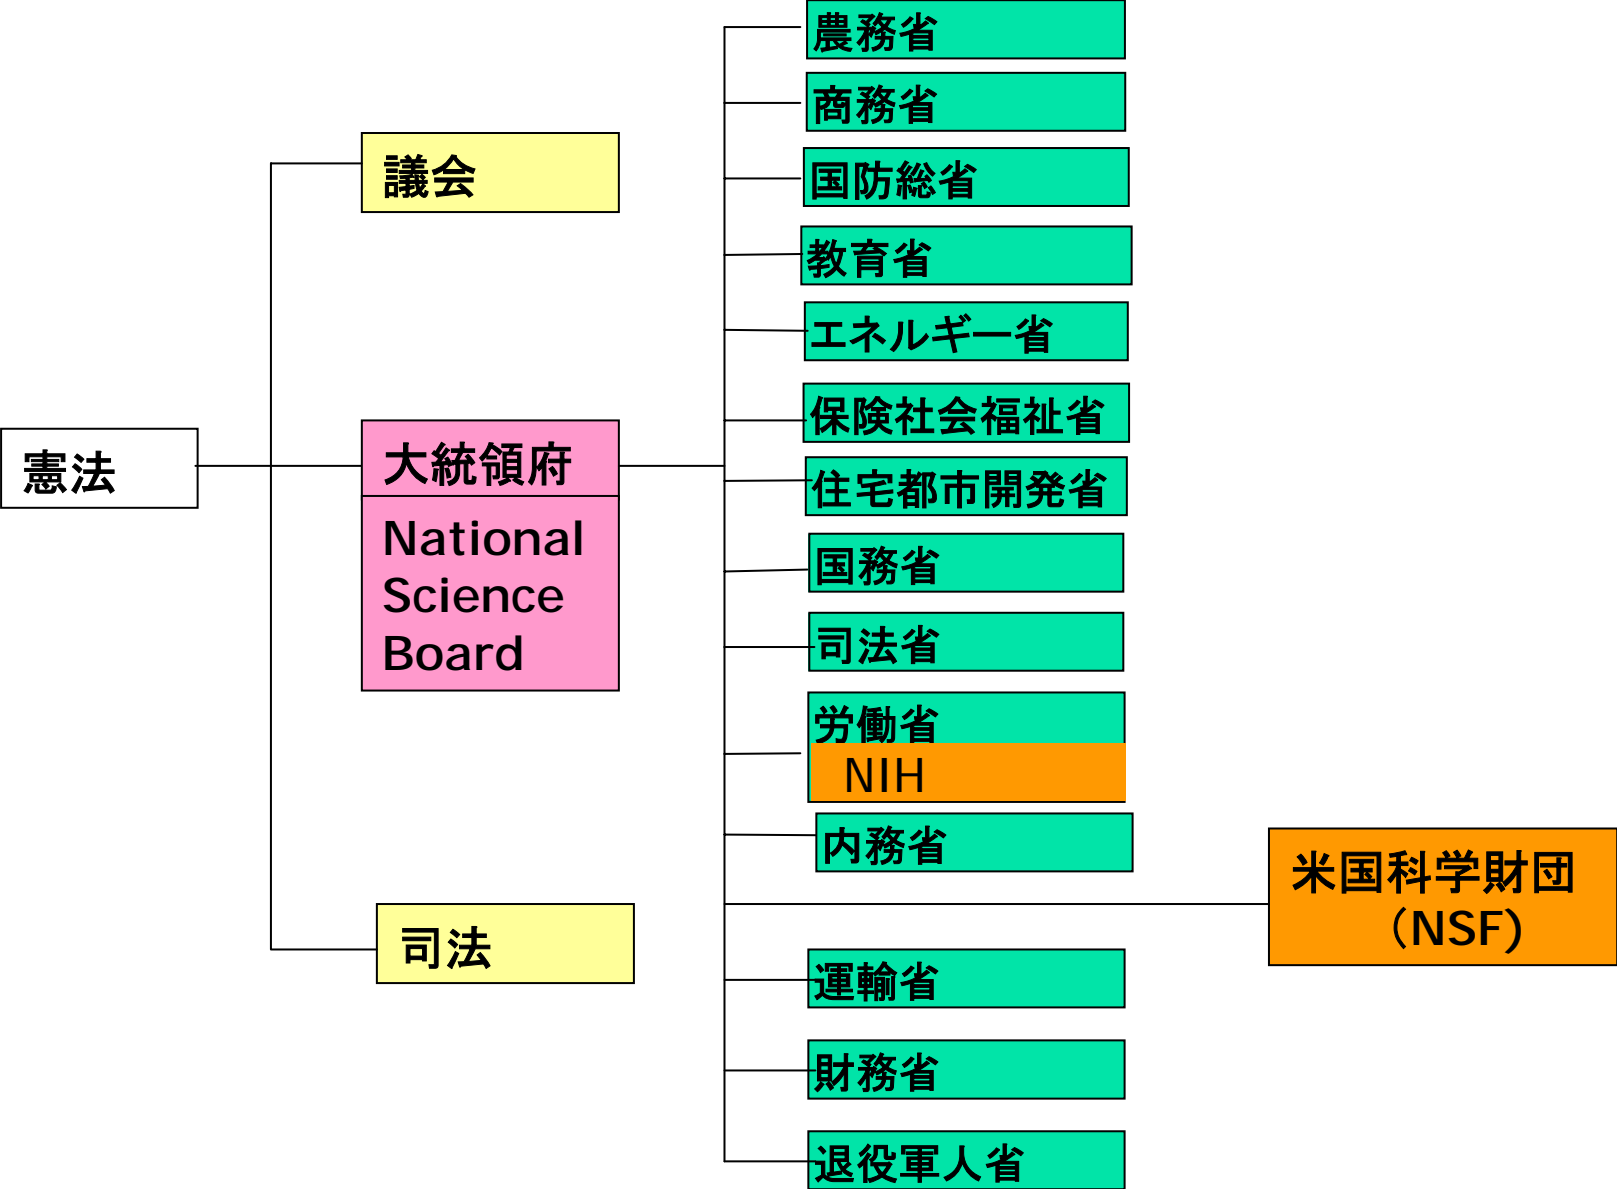 憲法
議会
大統領府
National
Science
Board
司法
農務省
商務省
国防総省
教育省
エネルギー省
保険社会福祉省
住宅都市開発省
国務省
司法省
労働省
NIH
内務省
米国科学財団
（NSF)
運輸省
財務省
退役軍人省